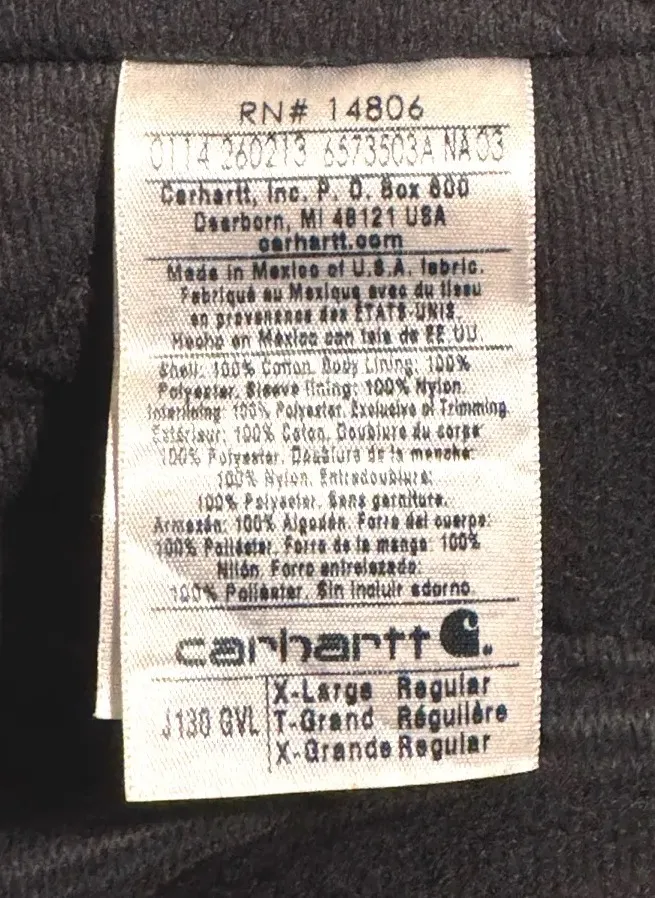 RN# 14806
0114 260213 6573503A NA 03
Carhartt, Inc. P. O. Box 600
Dearborn, MI 48121 USA
carhartt.com
Made in Mexico of U.S.A. fabric.
Fabriqué au Mexique avec du tissu
en provenance des ÉTATS-UNIS.
Hecho en México con tela de EE.UU.
Shell: 100% Cotton. Body Lining: 100%
Polyester. Sleeve lining: 100% Nylon.
Interlining: 100% Polyester. Exclusive of Trimming
Extérieur: 100% Coton. Doublure du corps:
100% Polyester. Doublure de la manche:
100% Nylon. Entredoublure:
100% Polyester. Sans garniture.
Armazón: 100% Algodón. Forro del cuerpo:
100% Poliéster. Forro de la manga: 100%
Nilón. Forro entrelazado:
100% Poliester. Sin incluir adorno.
carhartt
J130 GVL
X-Large Regular
T-Grand Régulière
X-Grande Regular